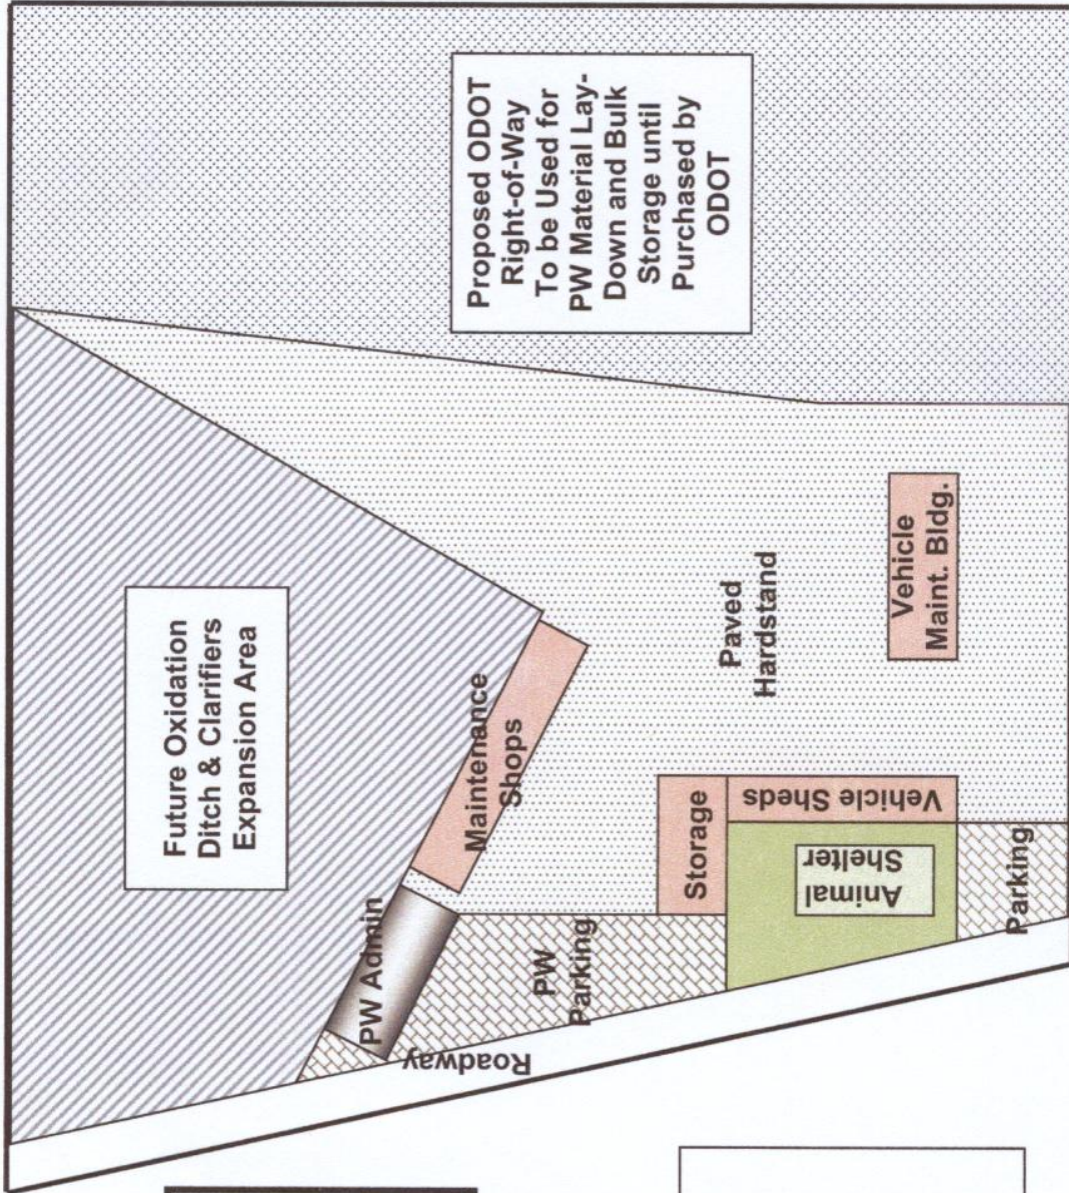 Proposed ODOT
Right-of-Way
To be Used for
PW Material Lay-
Down and Bulk
Storage until
Purchased by
ODOT
Future Oxidation
Ditch & Clarifiers
Expansion Area
Maintenance
Shops
PW Admin
PW
Parking
Roadway
Storage
Vehicle Sheds
Animal
Shelter
Parking
Paved
Hardstand
Vehicle
Maint. Bldg.